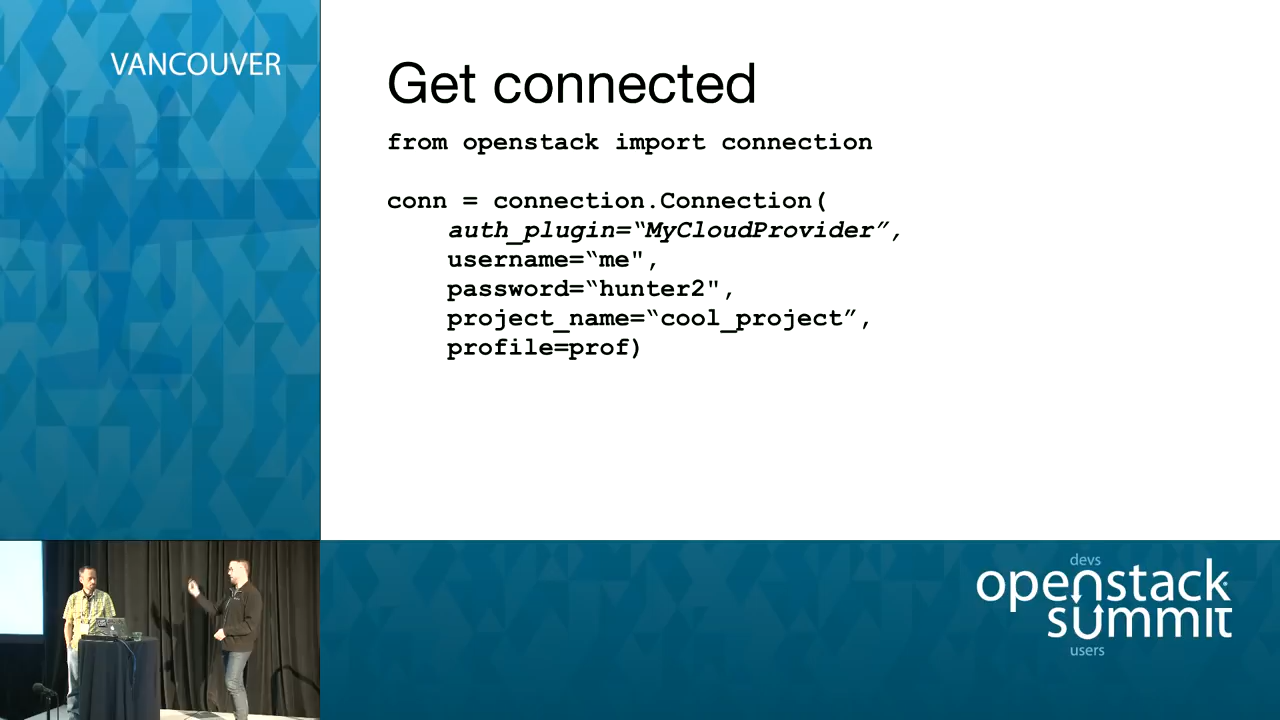 VANCOUVER
Get connected
from openstack import connection
conn = connection.Connection(
auth_plugin=“MyCloudProvider”,
username=“me",
password=“hunter2",
project_name=“cool_project”,
profile=prof)
devs
openstack
summit
users